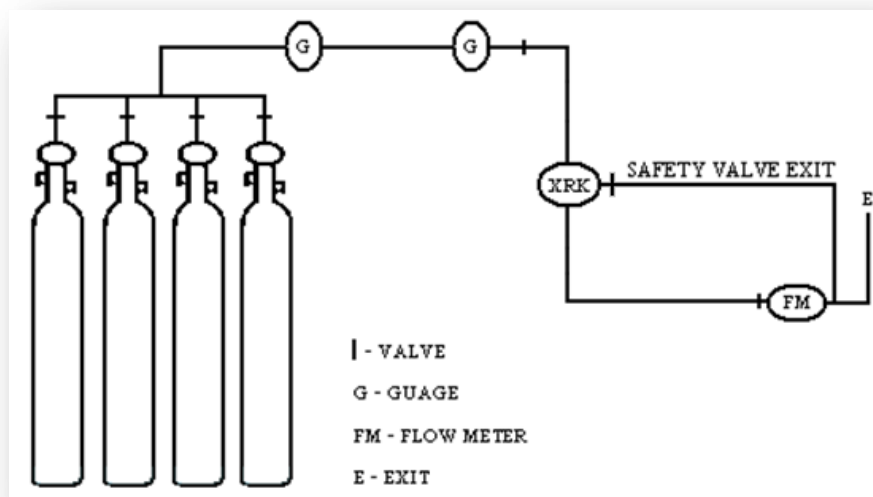 G
G
XRK
SAFETY VALVE EXIT
E
FM
| - VALVE
G - GUAGE
FM - FLOW METER
E - EXIT